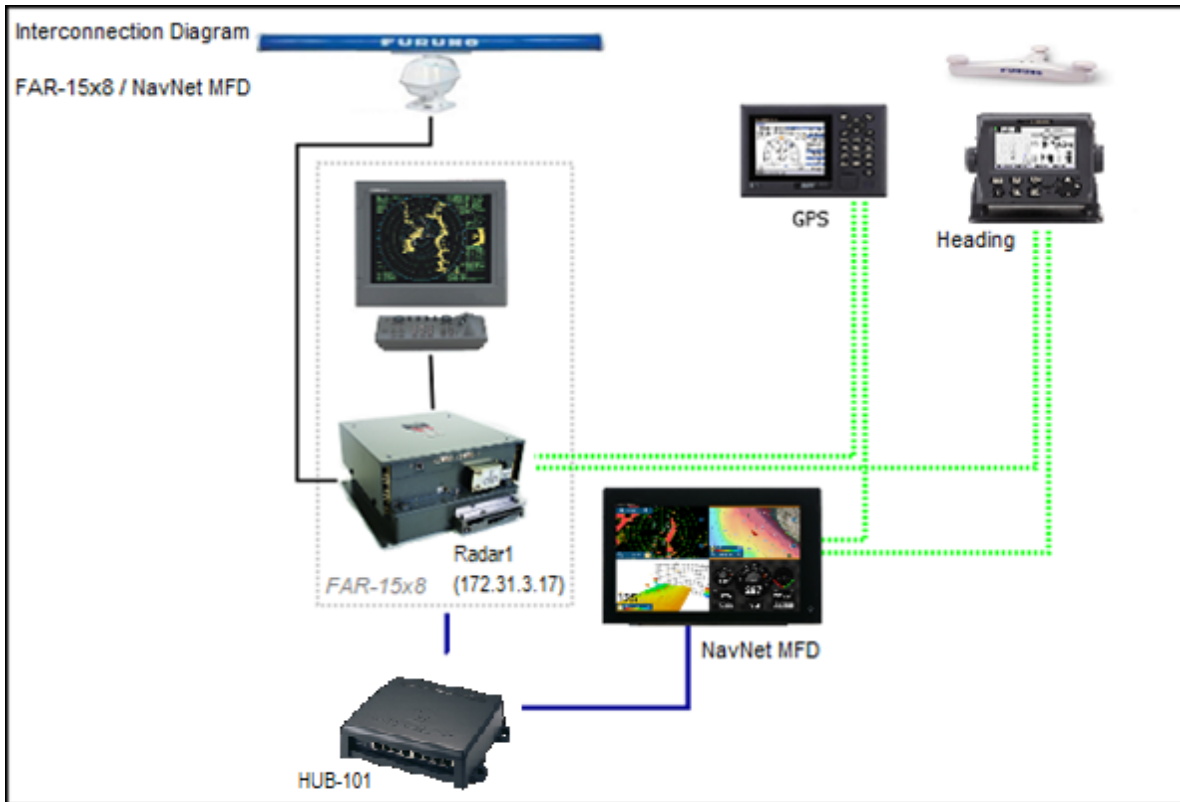 Interconnection Diagram
FURUNO
FAR-15x8 / NavNet MFD
FURUNO
GPS
Heading
Radar1
FAR-15x8
(172.31.3.17)
NavNet MFD
HUB-101